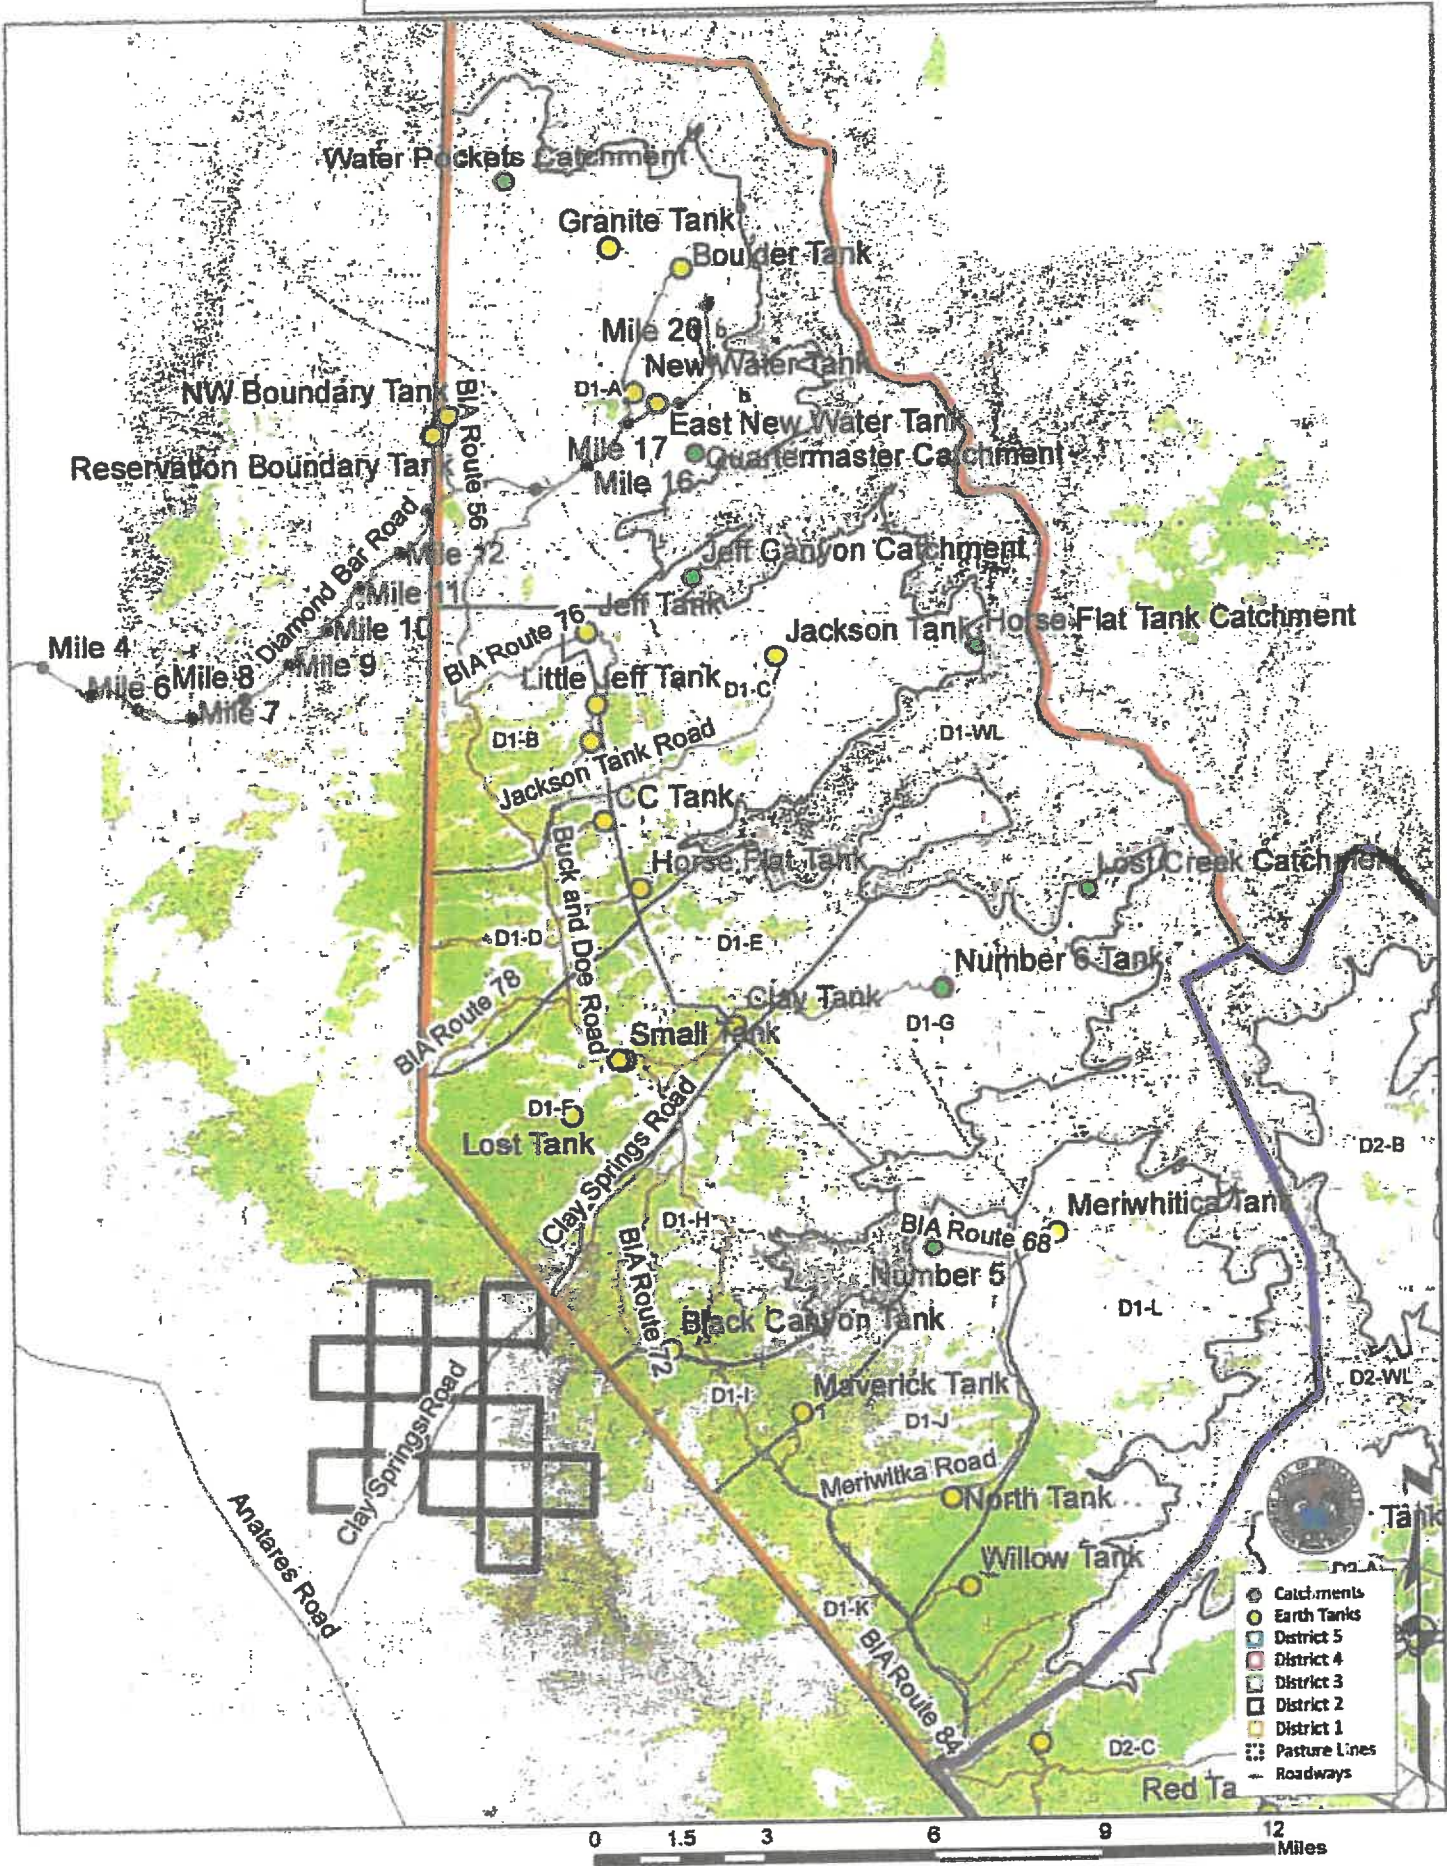 Water Pockets Catchment
Granite Tank
Boulder Tank
Mile 20
New Water Tank
NW Boundary Tank
BIA Route 56
D1-A
East New Water Tank
Mile 17
Quartermaster Catchment
Reservation Boundary Tank
Mile 16
Diamond Bar Road
Mile 12
Jeff Canyon Catchment
Mile 11
Jeff Tank
BIA Route 76
Mile 10
Jackson Tank
Horse Flat Tank Catchment
Mile 4
Mile 6
Mile 8
Mile 9
Mile 7
Little Jeff Tank
D1-C
D1-B
D1-WL
Jackson Tank Road
CC Tank
Buck and Doe Road
Horse Flat Tank
Lost Creek Catchment
D1-D
D1-E
Number 6 Tank
BIA Route 78
Clay Tank
D1-G
Small Tank
D1-F
Lost Tank
Clay Springs Road
D2-B
D1-H
Meriwhitica Tank
BIA Route 68
Number 5
BIA Route 72
D1-L
Black Canyon Tank
D2-WL
Clay Springs Road
D1-I
Maverick Tank
D1-J
Meriwitka Road
North Tank
Anatares Road
Tank
Willow Tank
D2-A
D1-K
BIA Route 84
Catchments
Earth Tanks
District 5
District 4
District 3
District 2
District 1
Pasture Lines
Roadways
D2-C
Red Ta
0 1.5 3 6 9 12
Miles